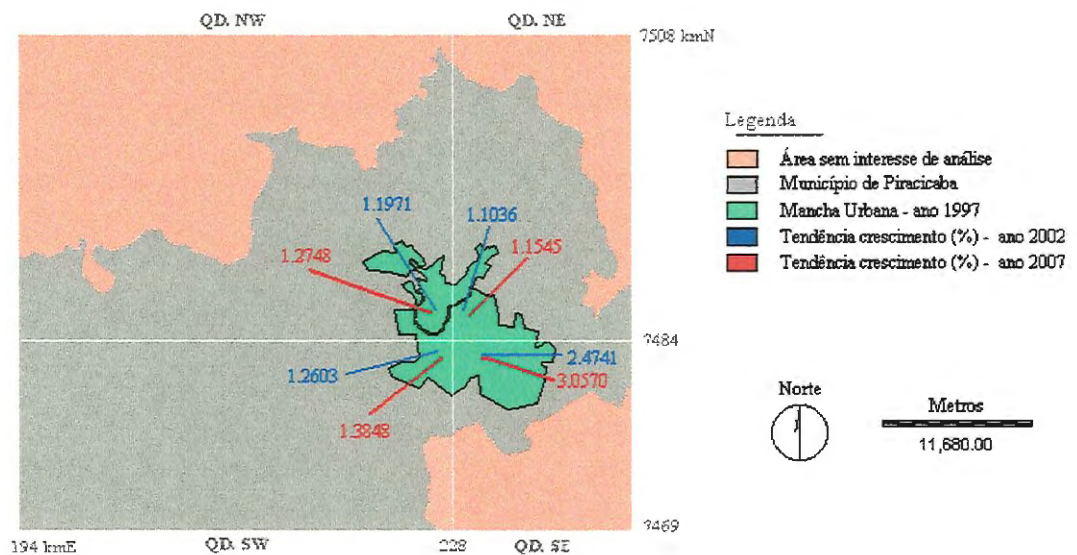 QD. NW
QD. NE
7508 kmN
1.1971
1.1036
1.2748
1.1545
7484
1.2603
2.4741
3.0570
1.3848
7469
194 kmE
QD. SW
228
QD. SE
Legenda
Área sem interesse de análise
Município de Piracicaba
Mancha Urbana - ano 1997
Tendência crescimento (%) - ano 2002
Tendência crescimento (%) - ano 2007
Norte
Metros
11,680.00